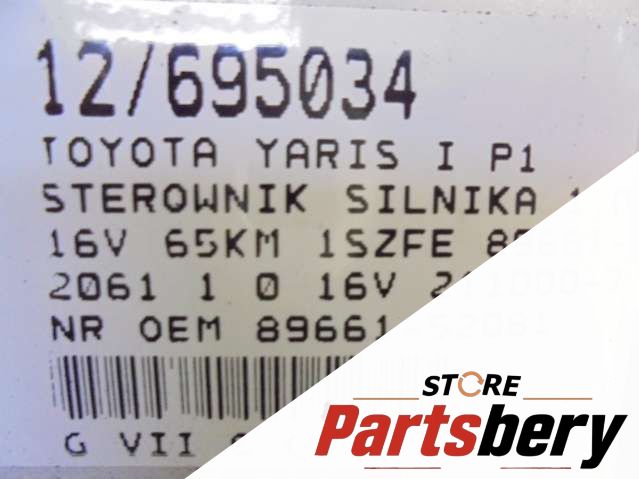 12/695034
TOYOTA YARIS I P1
STEROWNIK SILNIKA
16V 65KM 1SZFE
2061 1 0 16V
NR OEM 89661-52061
G VII
STORE
Partsbery